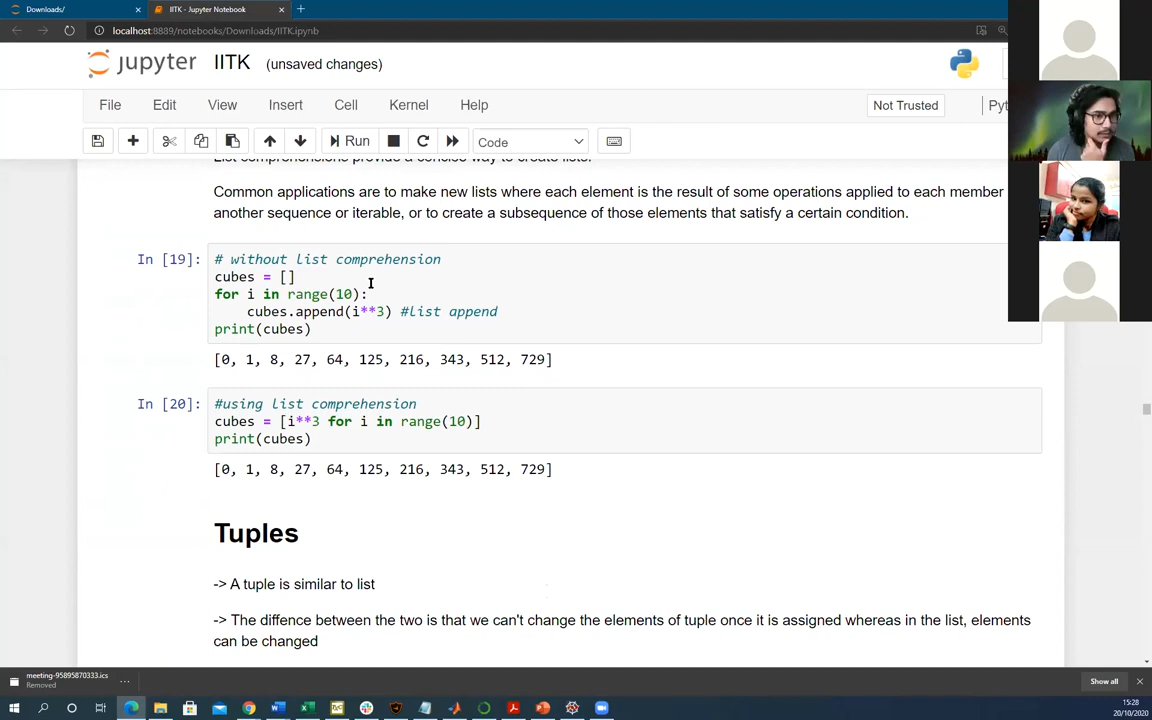 Downloads/
IITK - Jupyter Notebook
localhost:8889/notebooks/Downloads/IITK.ipynb
jupyter IITK (unsaved changes)
File Edit View Insert Cell Kernel Help Not Trusted
Run Code
List comprehensions provide a concise way to create lists.
Common applications are to make new lists where each element is the result of some operations applied to each member
another sequence or iterable, or to create a subsequence of those elements that satisfy a certain condition.
In [19]: # without list comprehension
cubes = []
for i in range(10):
cubes.append(i**3) #list append
print(cubes)
[0, 1, 8, 27, 64, 125, 216, 343, 512, 729]
In [20]: #using list comprehension
cubes = [i**3 for i in range(10)]
print(cubes)
[0, 1, 8, 27, 64, 125, 216, 343, 512, 729]
Tuples
-> A tuple is similar to list
-> The diffence between the two is that we can't change the elements of tuple once it is assigned whereas in the list, elements
can be changed
meeting-95895870333.ics
Removed
Show all
15:28
20/10/2020